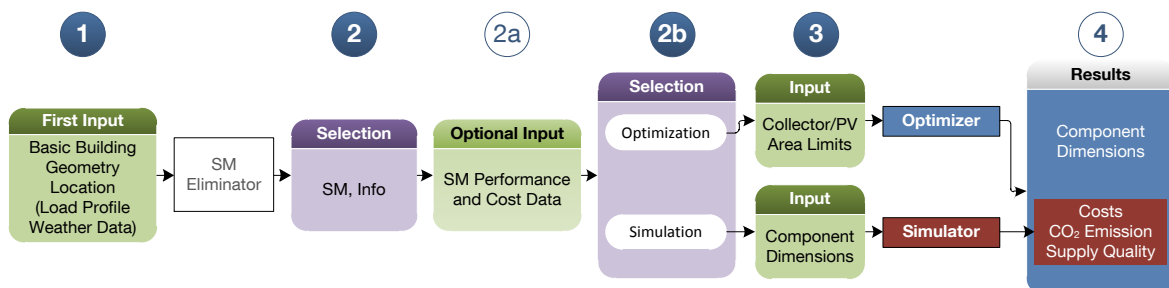 1
2
2a
2b
3
4
First Input
Basic Building
Geometry
Location
(Load Profile
Weather Data)
SM
Eliminator
Selection
SM, Info
Optional Input
SM Performance
and Cost Data
Selection
Optimization
Simulation
Input
Collector/PV
Area Limits
Input
Component
Dimensions
Optimizer
Simulator
Results
Component
Dimensions
Costs
CO₂ Emission
Supply Quality